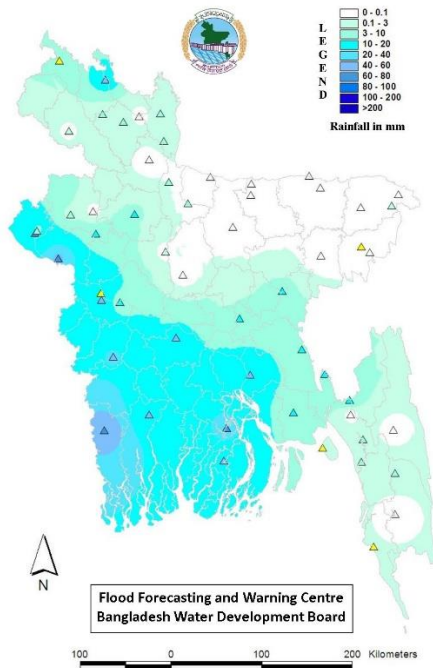 LEGEND
0 - 0.1
0.1 - 3
3 - 10
10 - 20
20 - 40
40 - 60
60 - 80
80 - 100
100 - 200
>200
Rainfall in mm
N
Flood Forecasting and Warning Centre
Bangladesh Water Development Board
100 0 100 200 Kilometers